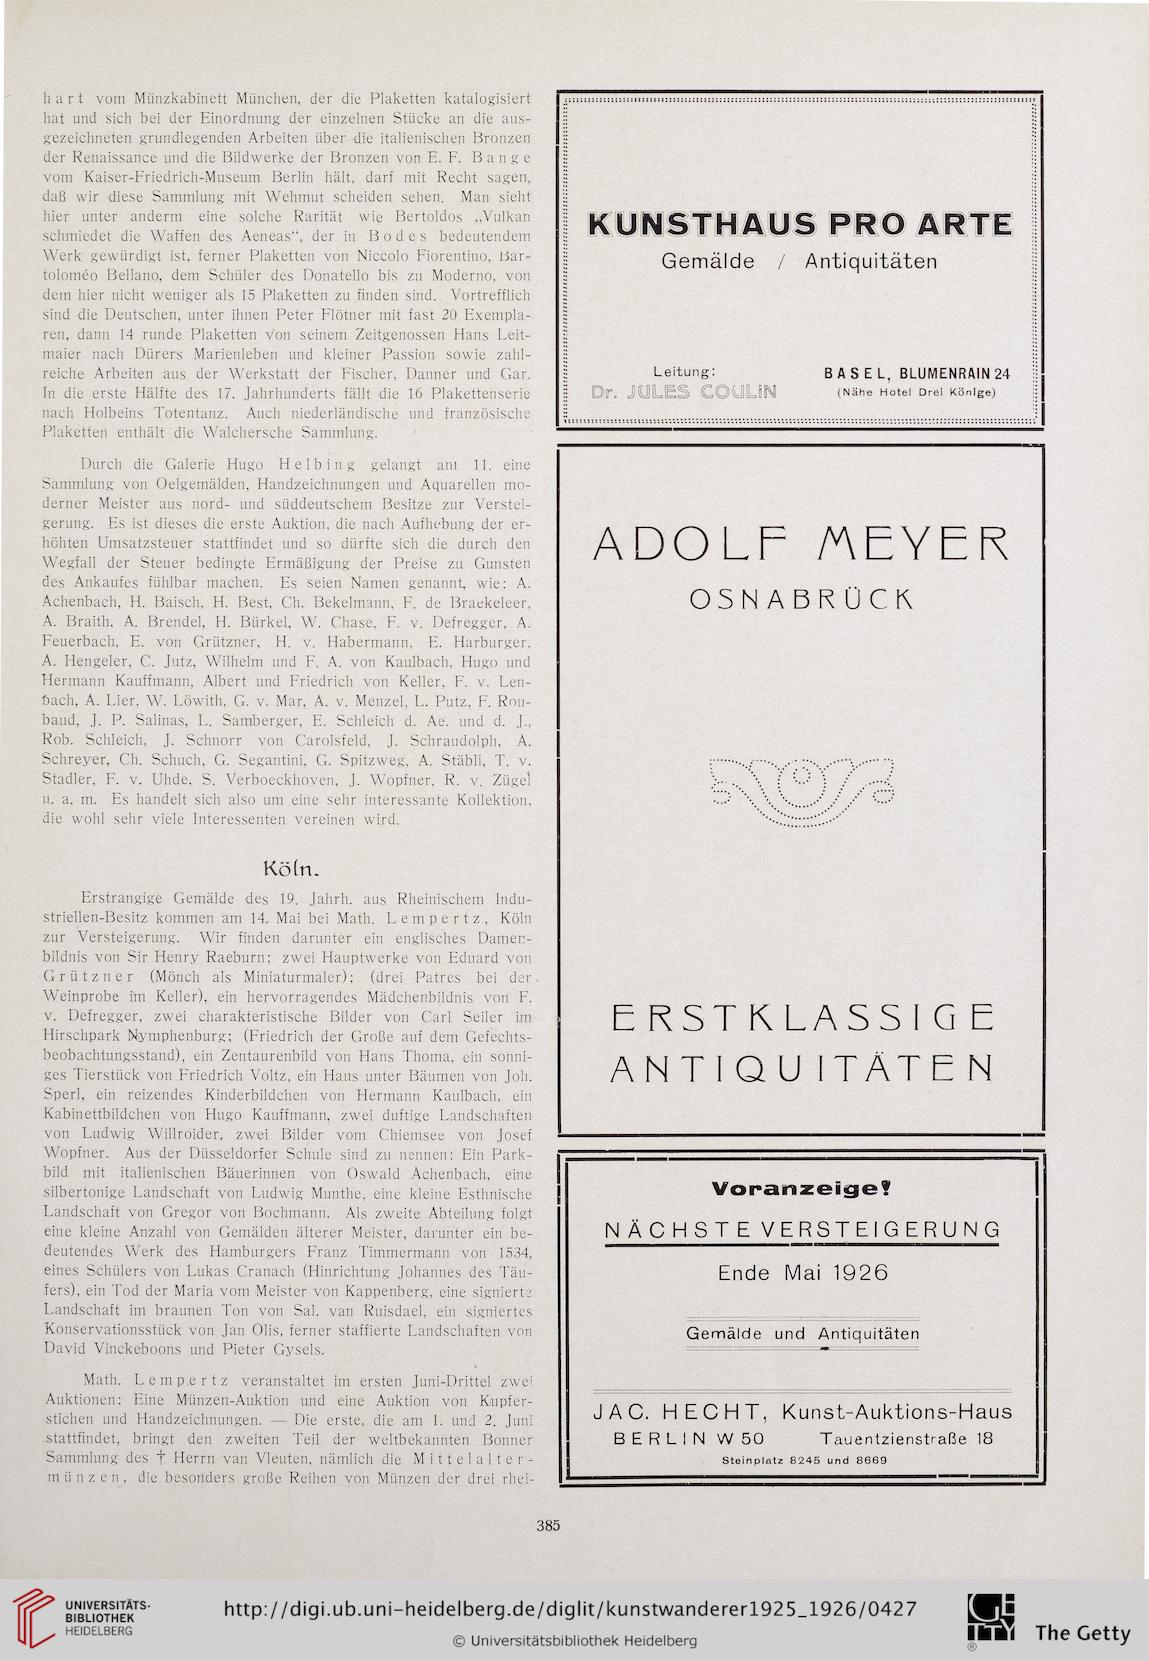 hart vom Münzkabinett München, der die Plaketten katalogisiert
hat und sich bei der Einordnung der einzelnen Stücke an die aus-
gezeichneten grundlegenden Arbeiten über die italienischen Bronzen
der Renaissance und die Bildwerke der Bronzen von E. F. Bange
vom Kaiser-Friedrich-Museum Berlin hält, darf mit Recht sagen,
daß wir diese Sammlung mit Wehmut scheiden sehen. Man sieht
hier unter anderm eine solche Rarität wie Bertoldos „Vulkan
schmiedet die Waffen des Aeneas“, der in Bodes bedeutendem
Werk gewürdigt ist, ferner Plaketten von Niccolo Fiorentino, Bar-
toloméo Bellano, dem Schüler des Donatello bis zu Moderno, von
dem hier nicht weniger als 15 Plaketten zu finden sind. Vortrefflich
sind die Deutschen, unter ihnen Peter Flötner mit fast 20 Exempla-
ren, dann 14 runde Plaketten von seinem Zeitgenossen Hans Leit-
maier nach Dürers Marienleben und kleiner Passion sowie zahl-
reiche Arbeiten aus der Werkstatt der Fischer, Danner und Gar.
In die erste Hälfte des 17. Jahrhunderts fällt die 16 Plakettenserie
nach Holbeins Totentanz. Auch niederländische und französische
Plaketten enthält die Walchersche Sammlung.
Durch die Galerie Hugo Helbing gelangt am 11. eine
Sammlung von Oelgemälden, Handzeichnungen und Aquarellen mo-
derner Meister aus nord- und süddeutschem Besitze zur Verstei-
gerung. Es ist dieses die erste Auktion, die nach Aufhebung der er-
höhten Umsatzsteuer stattfindet und so dürfte sich die durch den
Wegfall der Steuer bedingte Ermäßigung der Preise zu Gunsten
des Ankaufes fühlbar machen. Es seien Namen genannt, wie: A.
Achenbach, H. Baisch, H. Best, Ch. Bekelmann, F. de Braekeleer,
A. Braith, A. Brendel, H. Bürkel, W. Chase, F. v. Defregger, A.
Feuerbach, E. von Grützner, H. v. Habermann, E. Harburger,
A. Hengeler, C. Jutz, Wilhelm und F. A. von Kaulbach, Hugo und
Hermann Kauffmann, Albert und Friedrich von Keller, F. v. Len-
bach, A. Lier, W. Löwith, G. v. Mar, A. v. Menzel, L. Putz, F. Rou-
baud, J. P. Salinas, L. Samberger, E. Schleich d. Ae. und d. J.,
Rob. Schleich, J. Schnorr von Carolsfeld, J. Schraudolph, A.
Schreyer, Ch. Schuch, G. Segantini, G. Spitzweg, A. Stäbli, T. v.
Stadler, F. v. Uhde, S. Verboeckhoven, J. Wopfner, R. v. Zügel
u. a. m. Es handelt sich also um eine sehr interessante Kollektion,
die wohl sehr viele Interessenten vereinen wird.
Köln.
Erstrangige Gemälde des 19. Jahrh. aus Rheinischem Indu-
striellen-Besitz kommen am 14. Mai bei Math. Lempertz, Köln
zur Versteigerung. Wir finden darunter ein englisches Damen-
bildnis von Sir Henry Raeburn; zwei Hauptwerke von Eduard von
Grützner (Mönch als Miniaturmaler); (drei Patres bei der
Weinprobe im Keller), ein hervorragendes Mädchenbildnis von F.
v. Defregger, zwei charakteristische Bilder von Carl Seiler im
Hirschpark Nymphenburg; (Friedrich der Große auf dem Gefechts-
beobachtungsstand), ein Zentaurenbild von Hans Thoma, ein sonni-
ges Tierstück von Friedrich Voltz, ein Haus unter Bäumen von Joh.
Sperl, ein reizendes Kinderbildchen von Hermann Kaulbach, ein
Kabinettbildchen von Hugo Kauffmann, zwei duftige Landschaften
von Ludwig Willroider, zwei Bilder vom Chiemsee von Josef
Wopfner. Aus der Düsseldorfer Schule sind zu nennen: Ein Park-
bild mit italienischen Bäuerinnen von Oswald Achenbach, eine
silbertonige Landschaft von Ludwig Munthe, eine kleine Esthnische
Landschaft von Gregor von Bochmann. Als zweite Abteilung folgt
eine kleine Anzahl von Gemälden älterer Meister, darunter ein be-
deutendes Werk des Hamburgers Franz Timmermann von 1534,
eines Schülers von Lukas Cranach (Hinrichtung Johannes des Täu-
fers), ein Tod der Maria vom Meister von Kappenberg, eine signierte
Landschaft im braunen Ton von Sal. van Ruisdael, ein signiertes
Konservationsstück von Jan Olis, ferner staffierte Landschaften von
David Vinckeboons und Pieter Gysels.
Math. Lempertz veranstaltet im ersten Juni-Drittel zwei
Auktionen: Eine Münzen-Auktion und eine Auktion von Kupfer-
stichen und Handzeichnungen. — Die erste, die am 1. und 2. Juni
stattfindet, bringt den zweiten Teil der weltbekannten Bonner
Sammlung des † Herrn van Vleuten, nämlich die Mittelalter-
münzen, die besonders große Reihen von Münzen der drei rhei-
KUNSTHAUS PRO ARTE
Gemälde / Antiquitäten
Leitung:
Dr. JULES COULIN
BASEL, BLUMENRAIN 24
(Nähe Hotel Drei Könige)
ADOLF MEYER
OSNABRÜCK
ERSTKLASSIGE
ANTIQUITÄTEN
Voranzeige!
NÄCHSTE VERSTEIGERUNG
Ende Mai 1926
Gemälde und Antiquitäten
JAC. HECHT, Kunst-Auktions-Haus
BERLIN W 50 Tauentzienstraße 18
Steinplatz 8245 und 8669
385
UNIVERSITÄTS-
BIBLIOTHEK
HEIDELBERG
http://digi.ub.uni-heidelberg.de/diglit/kunstwanderer1925_1926/0427
© Universitätsbibliothek Heidelberg
GETTY
®
The Getty